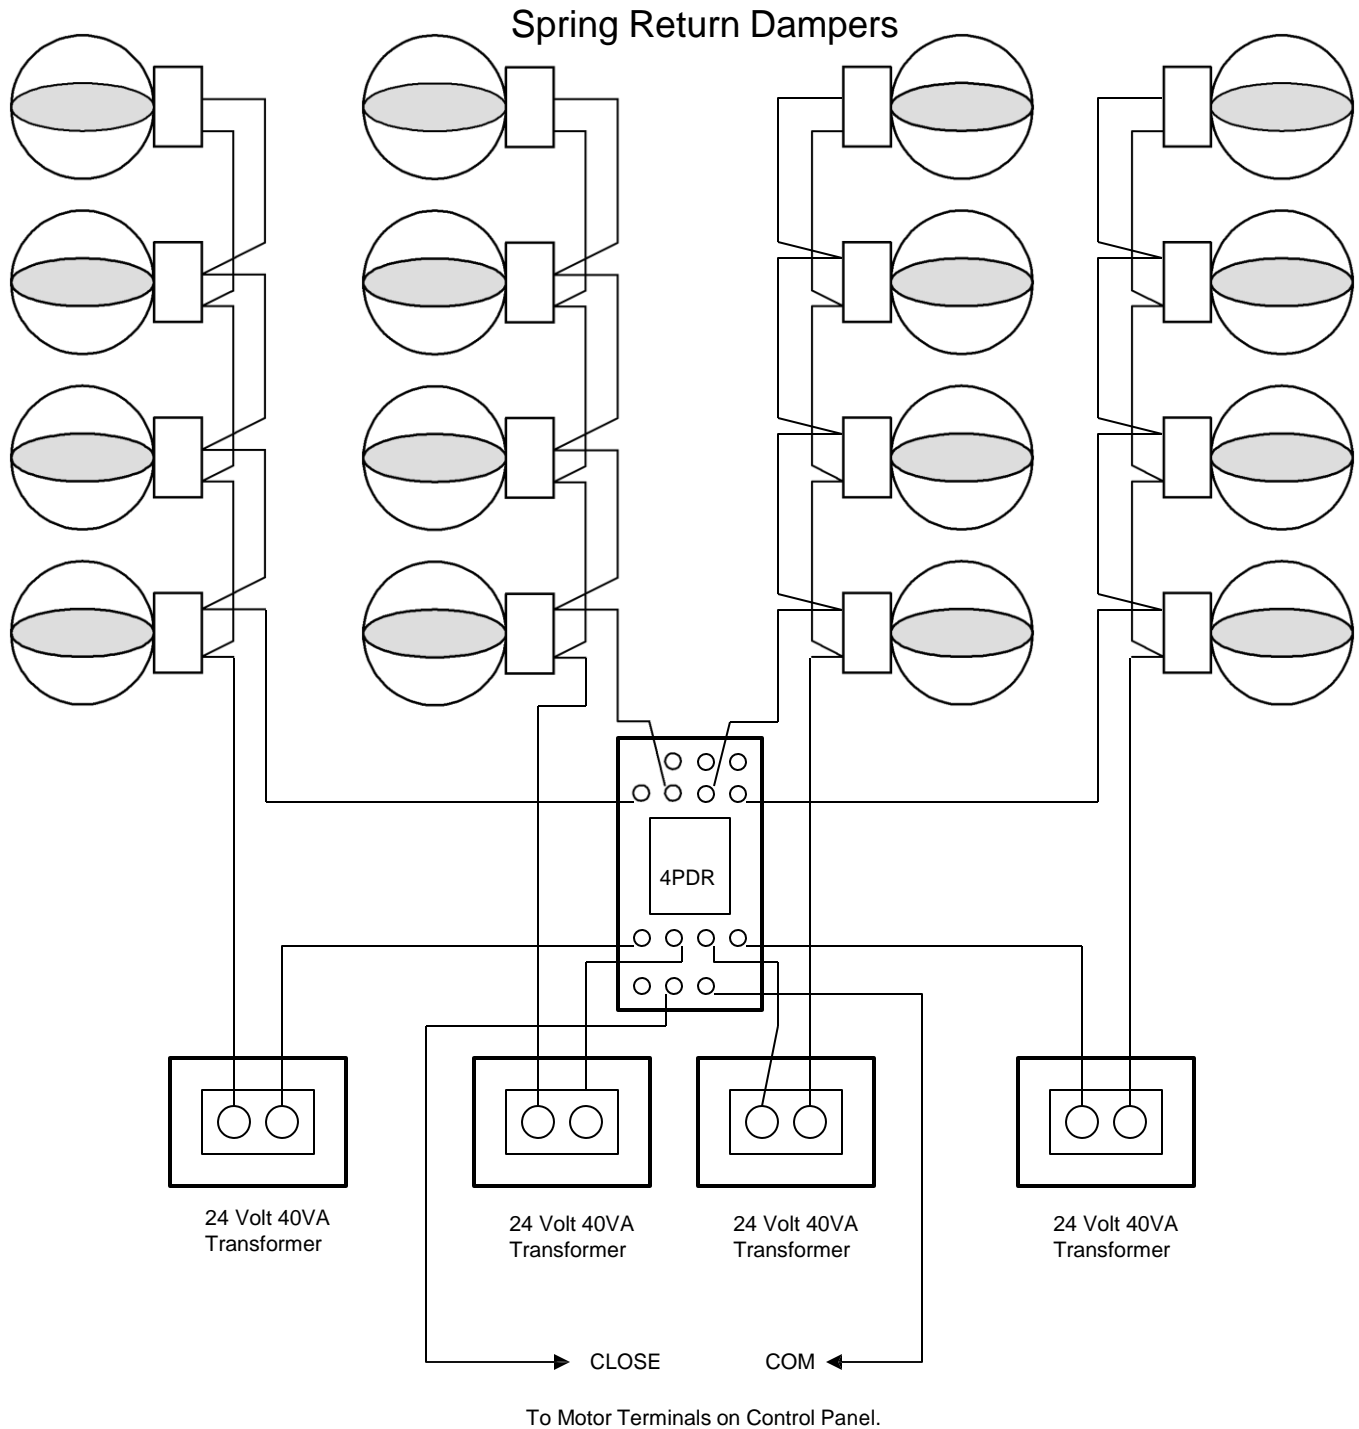 Spring Return Dampers
4PDR
24 Volt 40VA
Transformer
24 Volt 40VA
Transformer
24 Volt 40VA
Transformer
24 Volt 40VA
Transformer
CLOSE
COM
To Motor Terminals on Control Panel.